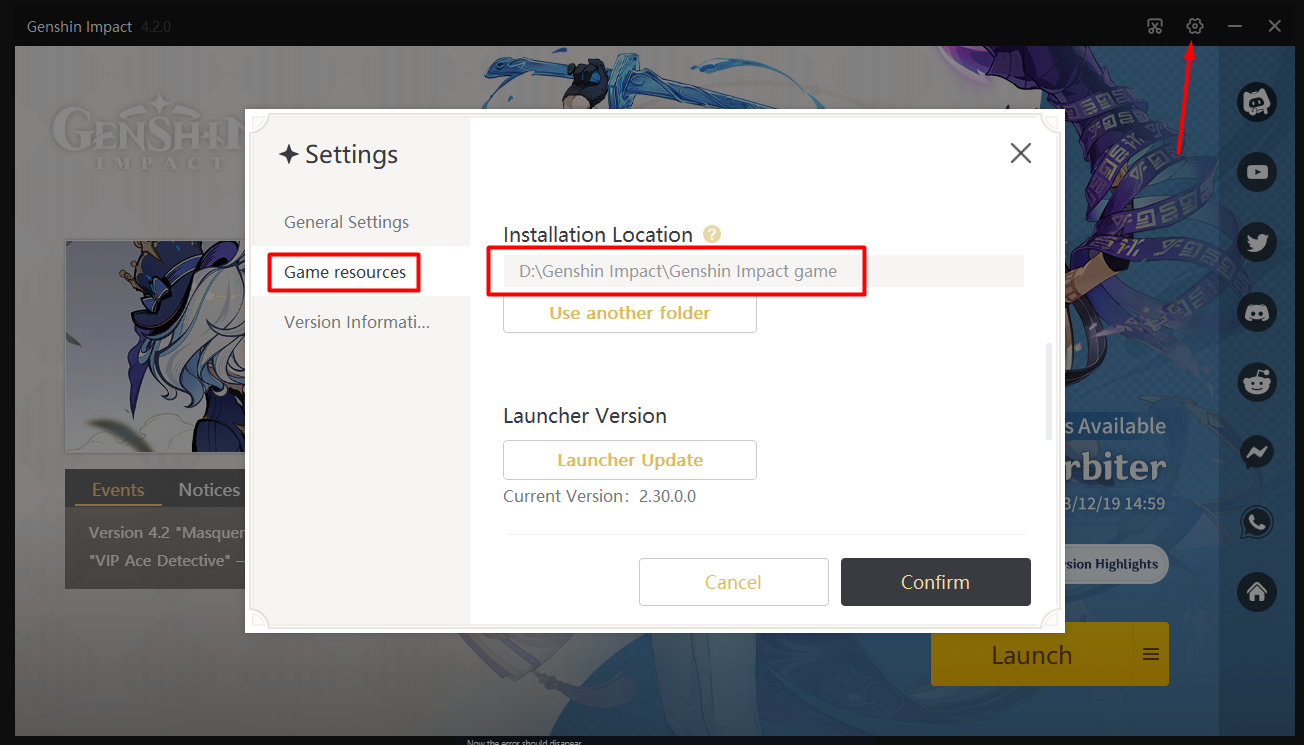 Genshin Impact 4.2.0
GENSHIN
IMPACT
Settings
General Settings
Game resources
Version Informati...
Installation Location ?
D:\Genshin Impact\Genshin Impact game
Use another folder
Launcher Version
Launcher Update
Current Version: 2.30.0.0
Cancel
Confirm
Events Notices
Version 4.2 "Masquer
"VIP Ace Detective" —
s Available
rbiter
3/12/19 14:59
sion Highlights
Launch
Now the error should disapear